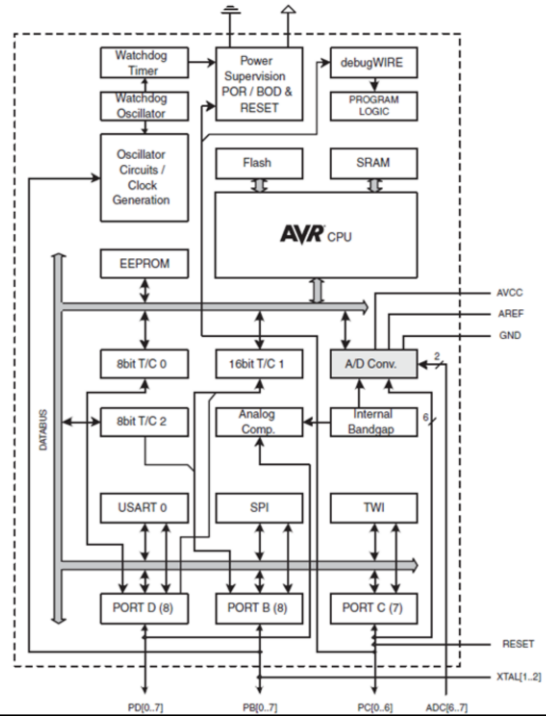 Watchdog
Timer
Power
Supervision
POR / BOD &
RESET
debugWIRE
Watchdog
Oscillator
PROGRAM
LOGIC
Oscillator
Circuits /
Clock
Generation
Flash
SRAM
AVR CPU
EEPROM
AVCC
AREF
GND
8bit T/C 0
16bit T/C 1
A/D Conv.
2
DATABUS
8bit T/C 2
Analog
Comp.
Internal
Bandgap
6
USART 0
SPI
TWI
PORT D (8)
PORT B (8)
PORT C (7)
RESET
XTAL[1..2]
PD[0..7]
PB[0..7]
PC[0..6]
ADC[6..7]